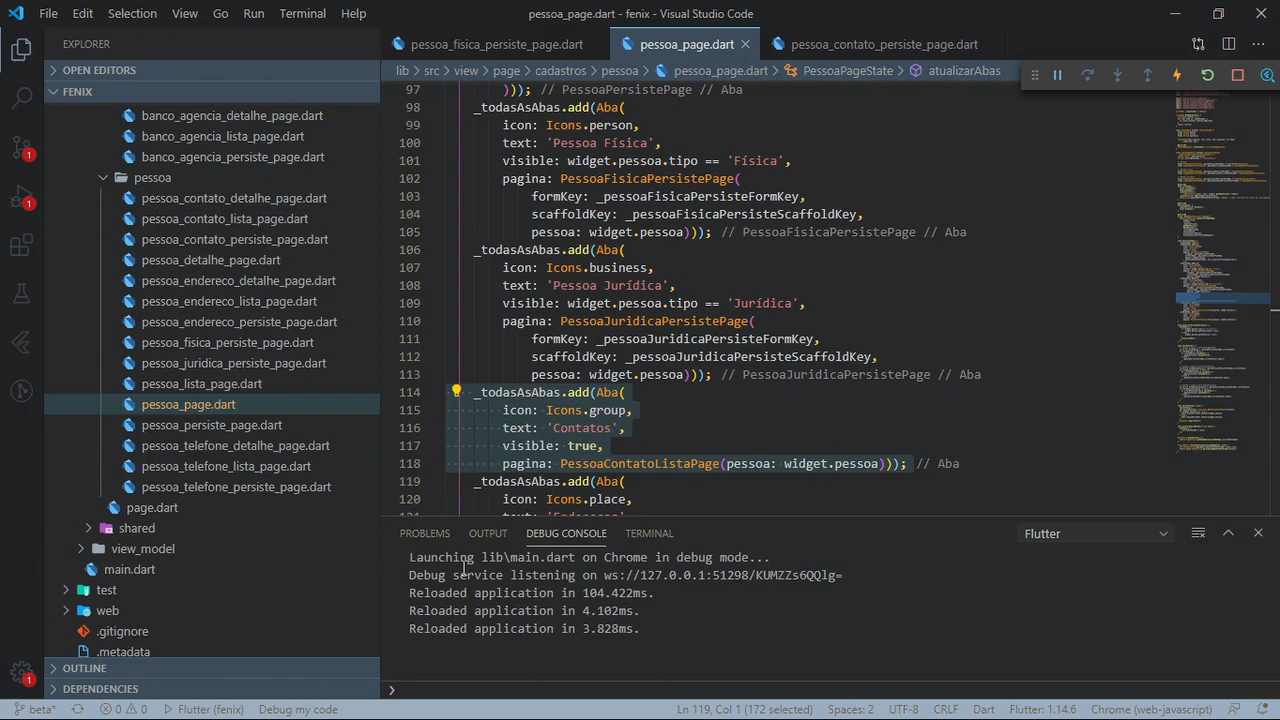 File Edit Selection View Go Run Terminal Help
pessoa_page.dart - fenix - Visual Studio Code
EXPLORER
OPEN EDITORS
FENIX
banco_agencia_detalhe_page.dart
banco_agencia_lista_page.dart
banco_agencia_persiste_page.dart
pessoa
pessoa_contato_detalhe_page.dart
pessoa_contato_lista_page.dart
pessoa_contato_persiste_page.dart
pessoa_detalhe_page.dart
pessoa_endereco_detalhe_page.dart
pessoa_endereco_lista_page.dart
pessoa_endereco_persiste_page.dart
pessoa_fisica_persiste_page.dart
pessoa_juridica_persiste_page.dart
pessoa_lista_page.dart
pessoa_page.dart
pessoa_persiste_page.dart
pessoa_telefone_detalhe_page.dart
pessoa_telefone_lista_page.dart
pessoa_telefone_persiste_page.dart
page.dart
shared
view_model
main.dart
test
web
.gitignore
.metadata
OUTLINE
DEPENDENCIES
1
1
1
pessoa_fisica_persiste_page.dart pessoa_page.dart pessoa_contato_persiste_page.dart
lib > src > view > page > cadastros > pessoa > pessoa_page.dart > PessoaPageState > atualizarAbas
97 ))); // PessoaPersistePage // Aba
98 _todasAsAbas.add(Aba(
99 icon: Icons.person,
100 text: 'Pessoa Física',
101 visible: widget.pessoa.tipo == 'Física',
102 pagina: PessoaFisicaPersistePage(
103 formKey: _pessoaFisicaPersisteFormKey,
104 scaffoldKey: _pessoaFisicaPersisteScaffoldKey,
105 pessoa: widget.pessoa))); // PessoaFisicaPersistePage // Aba
106 _todasAsAbas.add(Aba(
107 icon: Icons.business,
108 text: 'Pessoa Jurídica',
109 visible: widget.pessoa.tipo == 'Jurídica',
110 pagina: PessoaJuridicaPersistePage(
111 formKey: _pessoaJuridicaPersisteFormKey,
112 scaffoldKey: _pessoaJuridicaPersisteScaffoldKey,
113 pessoa: widget.pessoa))); // PessoaJuridicaPersistePage // Aba
114 _todasAsAbas.add(Aba(
115 icon: Icons.group,
116 text: 'Contatos',
117 visible: true,
118 pagina: PessoaContatoListaPage(pessoa: widget.pessoa))); // Aba
119 _todasAsAbas.add(Aba(
120 icon: Icons.place,
PROBLEMS OUTPUT DEBUG CONSOLE TERMINAL
Flutter
Launching lib\main.dart on Chrome in debug mode...
Debug service listening on ws://127.0.0.1:51298/KUMZZs6QQlg=
Reloaded application in 104.422ms.
Reloaded application in 4.102ms.
Reloaded application in 3.828ms.
beta* 0 0 Flutter (fenix) Debug my code Ln 119, Col 1 (172 selected) Spaces: 2 UTF-8 CRLF Dart Flutter: 1.14.6 Chrome (web-javascript)